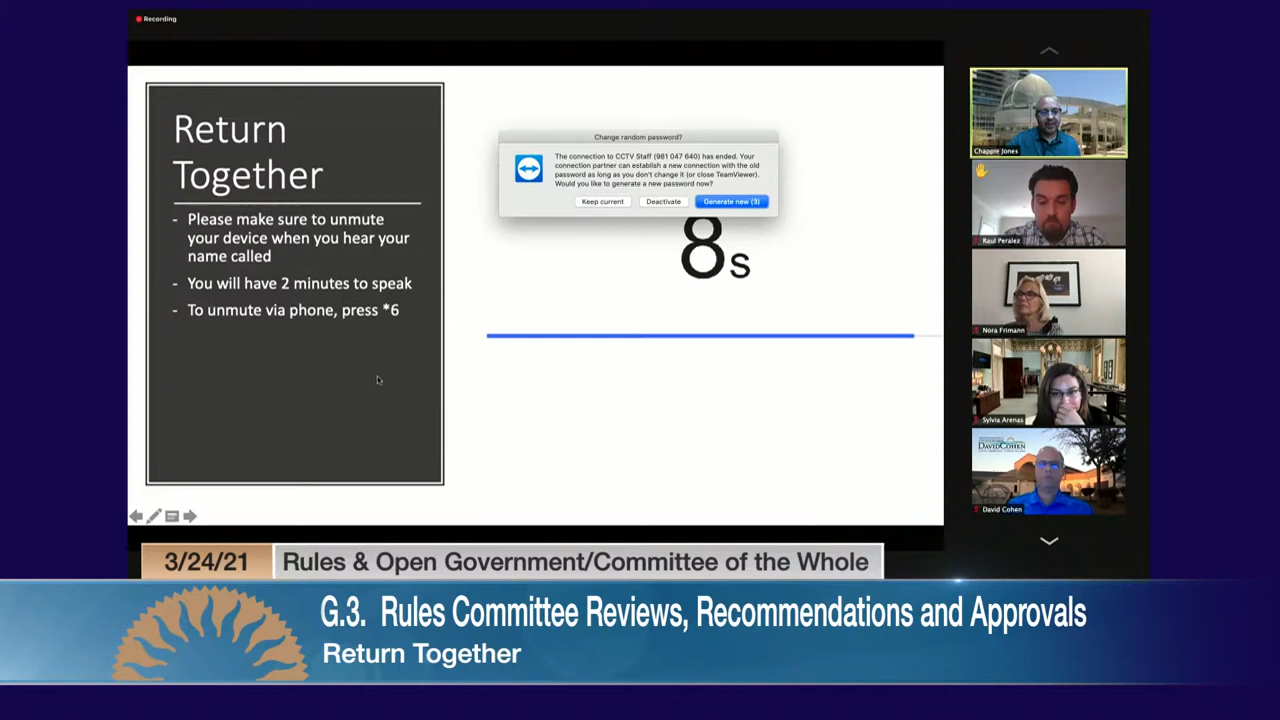 Recording
Return
Together
- Please make sure to unmute
your device when you hear your
name called
- You will have 2 minutes to speak
- To unmute via phone, press *6
Change random password?
The connection to CCTV Staff (981 047 640) has ended. Your
connection partner can establish a new connection with the old
password as long as you don't change it (or close TeamViewer).
Would you like to generate a new password now?
Keep current
Deactivate
Generate new (3)
8s
Chappie Jones
Raul Peralez
Nora Frimann
Sylvia Arenas
DAVID COHEN
David Cohen
3/24/21
Rules & Open Government/Committee of the Whole
G.3. Rules Committee Reviews, Recommendations and Approvals
Return Together